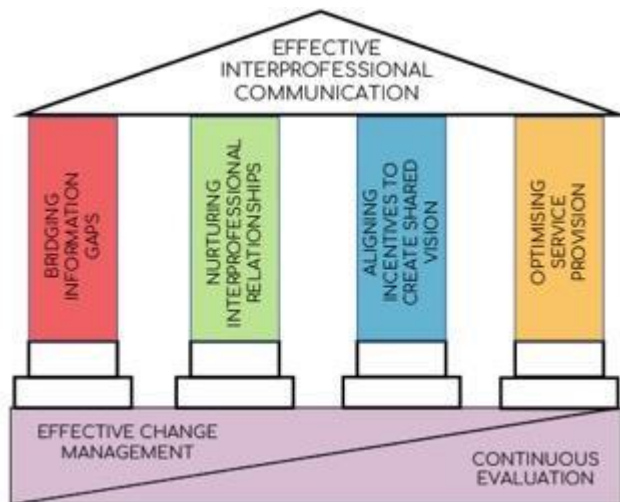 EFFECTIVE
INTERPROFESSIONAL
COMMUNICATION
BRIDGING
INFORMATION
GAPS
NURTURING
INTERPROFESSIONAL
RELATIONSHIPS
ALIGNING
INCENTIVES TO
CREATE SHARED
VISION
OPTIMISING
SERVICE
PROVISION
EFFECTIVE CHANGE
MANAGEMENT
CONTINUOUS
EVALUATION